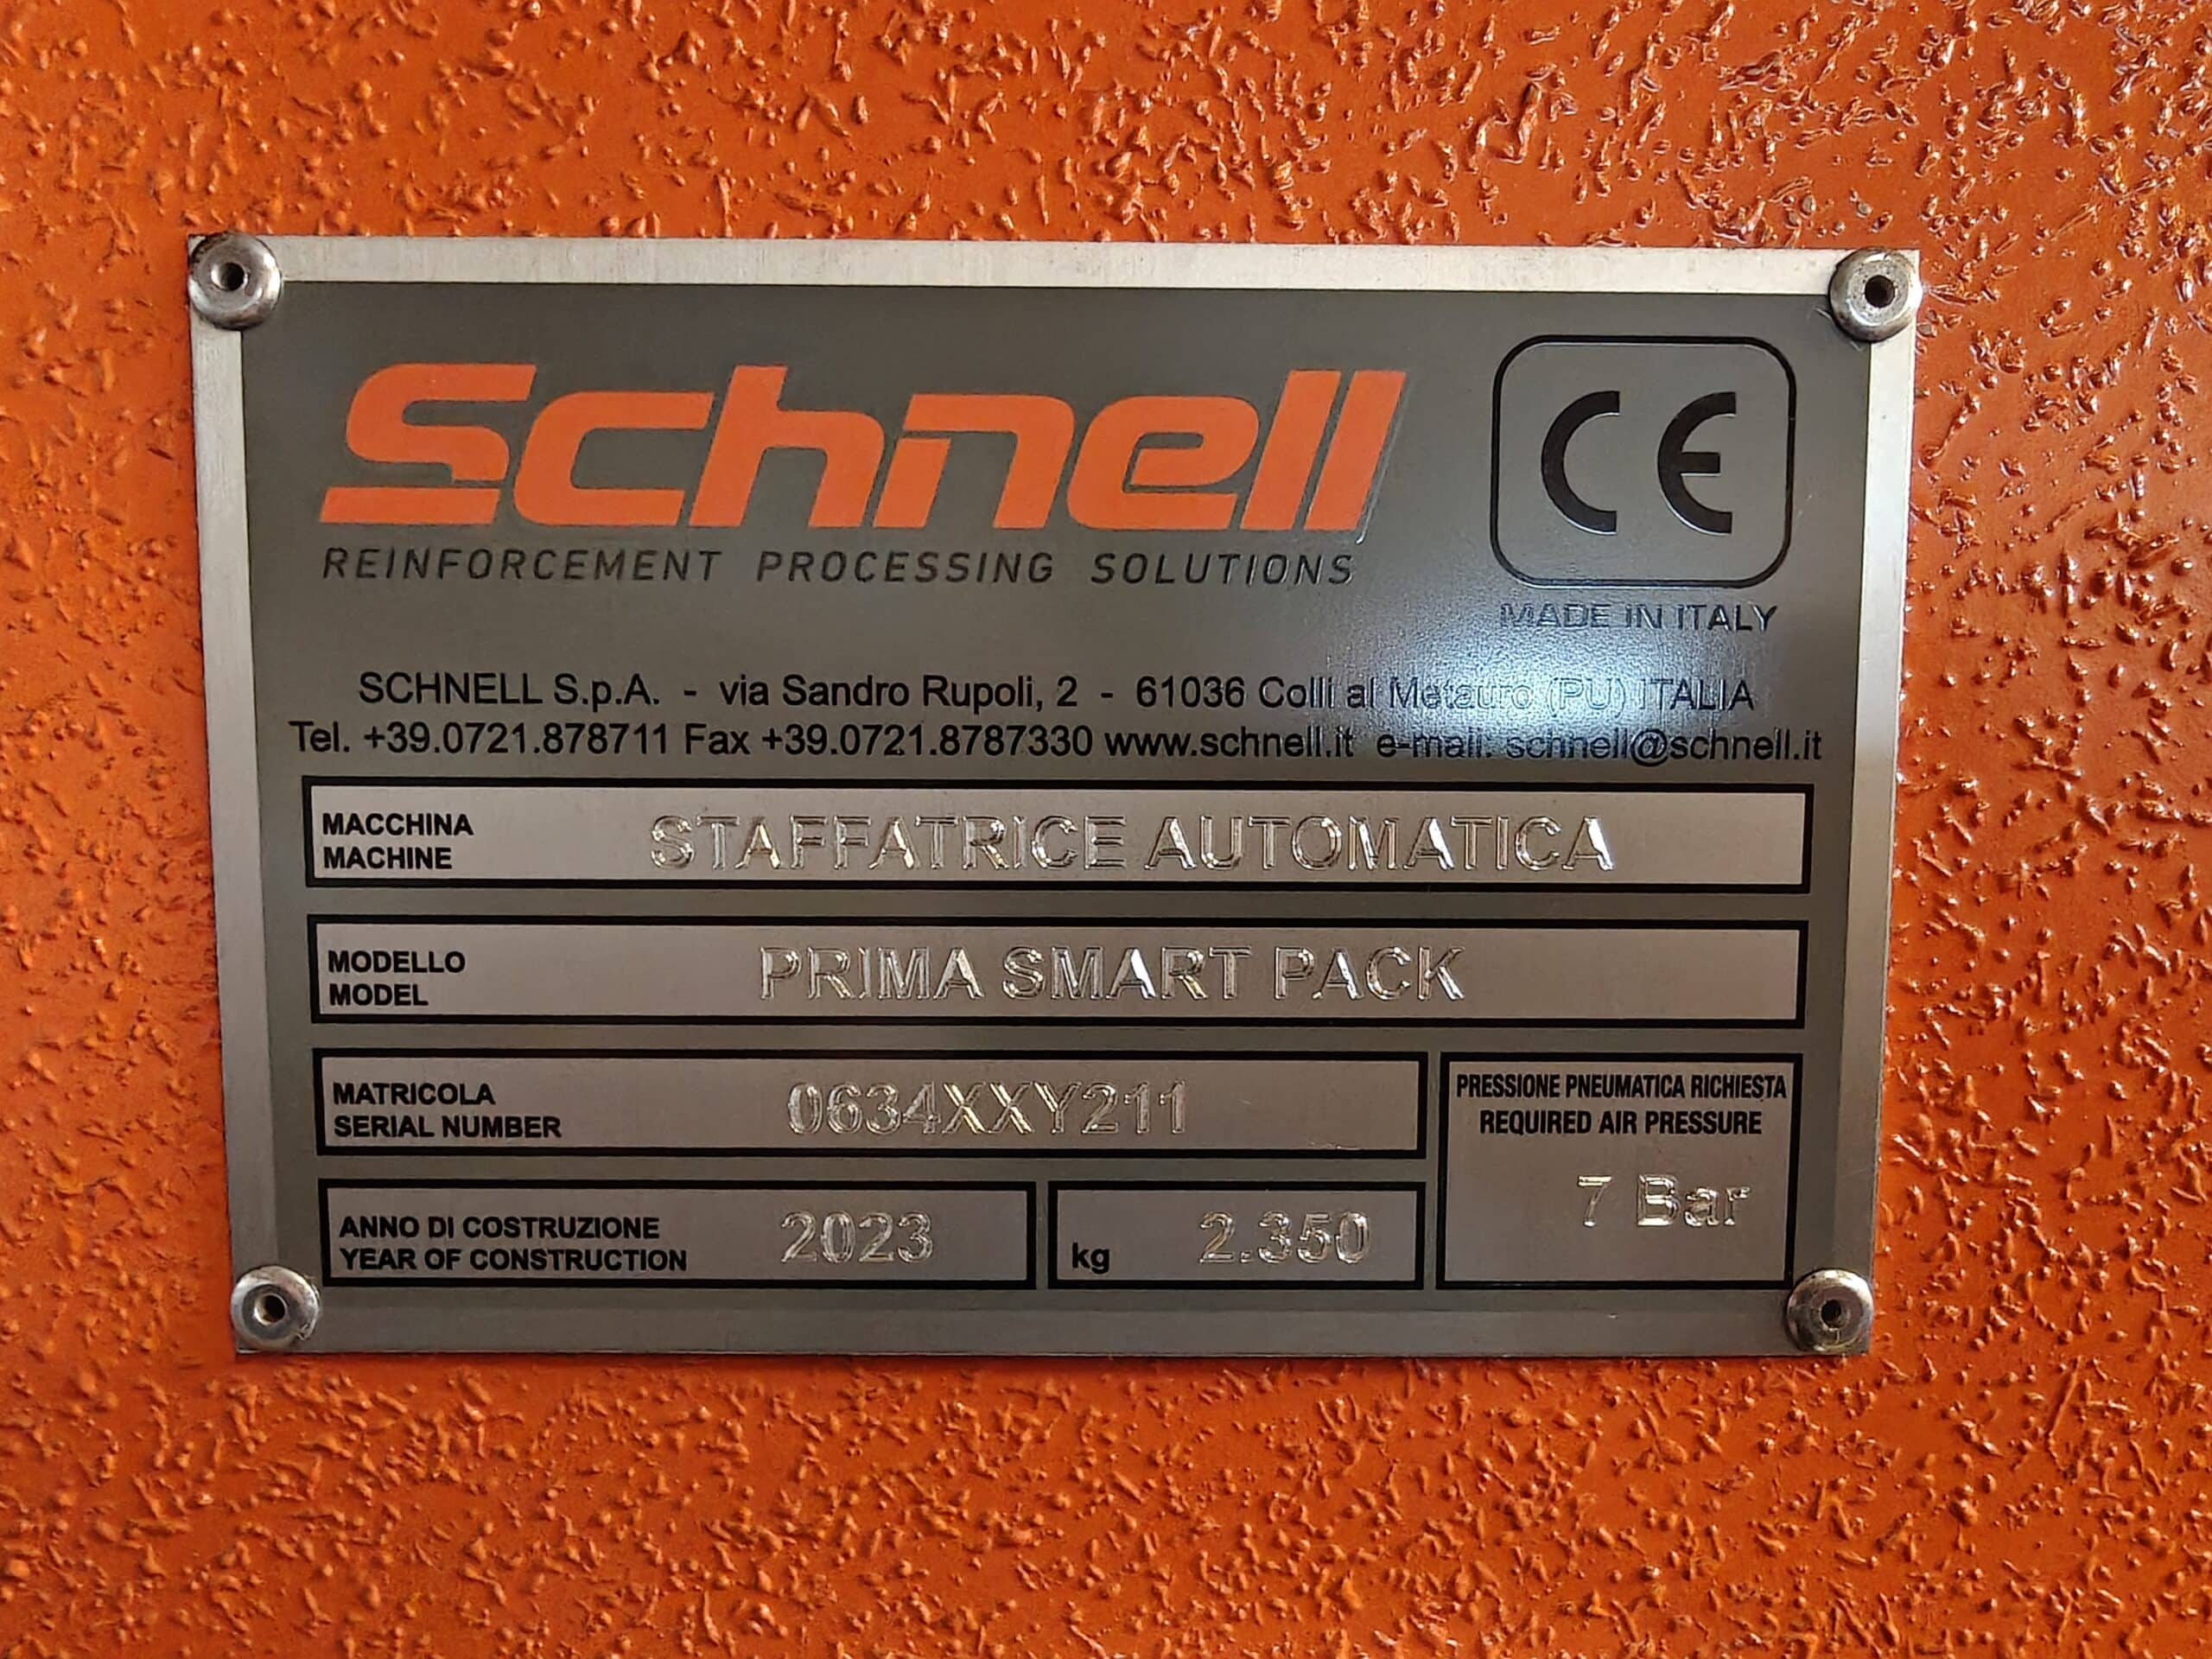 Schnell
REINFORCEMENT PROCESSING SOLUTIONS
CE
MADE IN ITALY
SCHNELL S.p.A. - via Sandro Rupoli, 2 - 61036 Colli al Metauro (PU) ITALIA
Tel. +39.0721.878711 Fax +39.0721.8787330 www.schnell.it e-mail: schnell@schnell.it
MACCHINA
MACHINE
STAFFATRICE AUTOMATICA
MODELLO
MODEL
PRIMA SMART PACK
MATRICOLA
SERIAL NUMBER
0634XXY211
PRESSIONE PNEUMATICA RICHIESTA
REQUIRED AIR PRESSURE
7 Bar
ANNO DI COSTRUZIONE
YEAR OF CONSTRUCTION
2023
kg 2.350